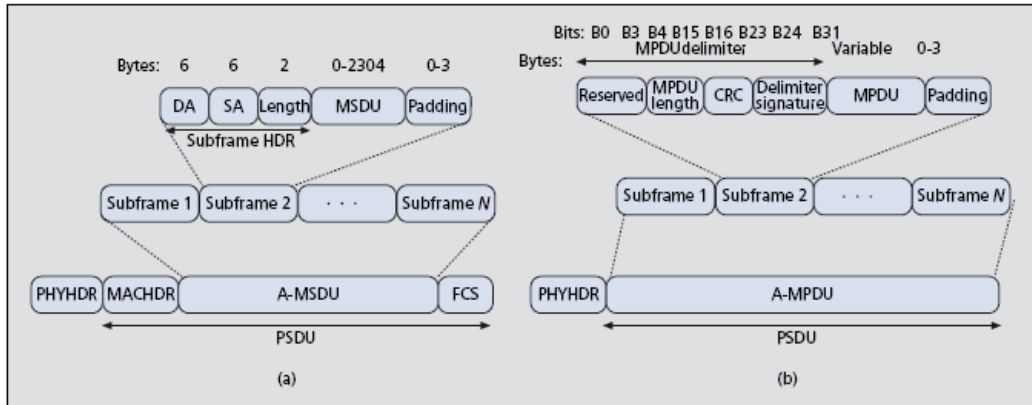 Bytes: 6 6 2 0-2304 0-3
DA SA Length MSDU Padding
Subframe HDR
Subframe 1 Subframe 2 . . . Subframe N
PHYHDR MACHDR A-MSDU FCS
PSDU
(a)
Bits: B0 B3 B4 B15 B16 B23 B24 B31
MPDU delimiter Variable 0-3
Bytes:
Reserved MPDU length CRC Delimiter signature MPDU Padding
Subframe 1 Subframe 2 . . . Subframe N
PHYHDR A-MPDU
PSDU
(b)